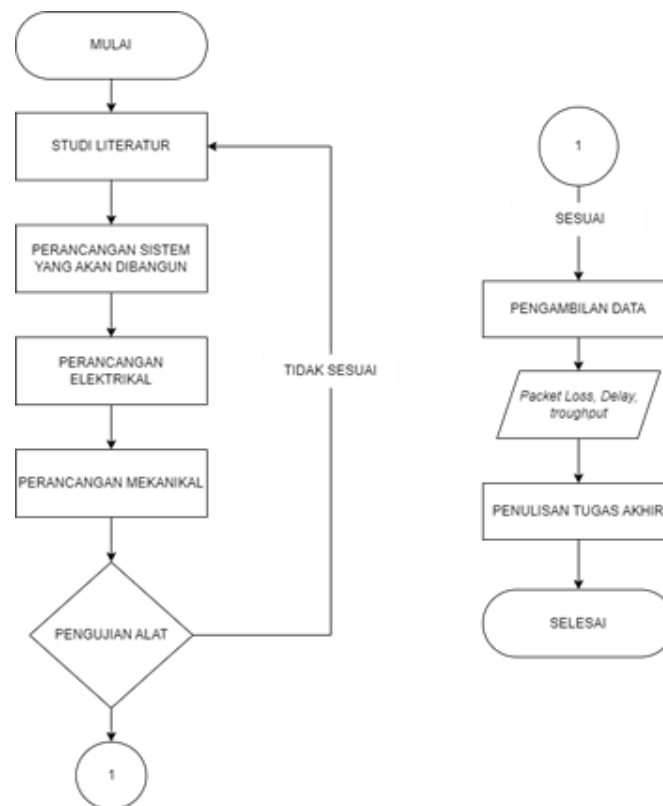 MULAI
STUDI LITERATUR
PERANCANGAN SISTEM
YANG AKAN DIBANGUN
PERANCANGAN
ELEKTRIKAL
TIDAK SESUAI
PERANCANGAN MEKANIKAL
PENGUJIAN ALAT
1
1
SESUAI
PENGAMBILAN DATA
Packet Loss, Delay,
troughput
PENULISAN TUGAS AKHIR
SELESAI